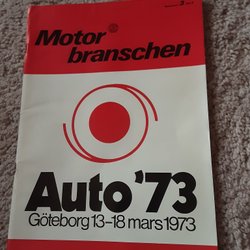 Motor
branschen
Auto '73
Göteborg 13–18 mars 1973